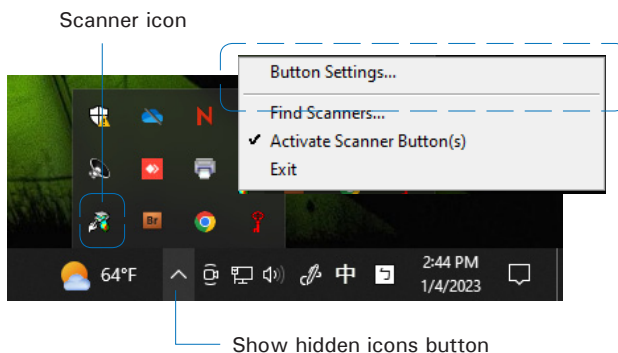 Scanner icon
Button Settings...
Find Scanners...
Activate Scanner Button(s)
Exit
N
Br
64°F
中
ㄅ
2:44 PM
1/4/2023
Show hidden icons button